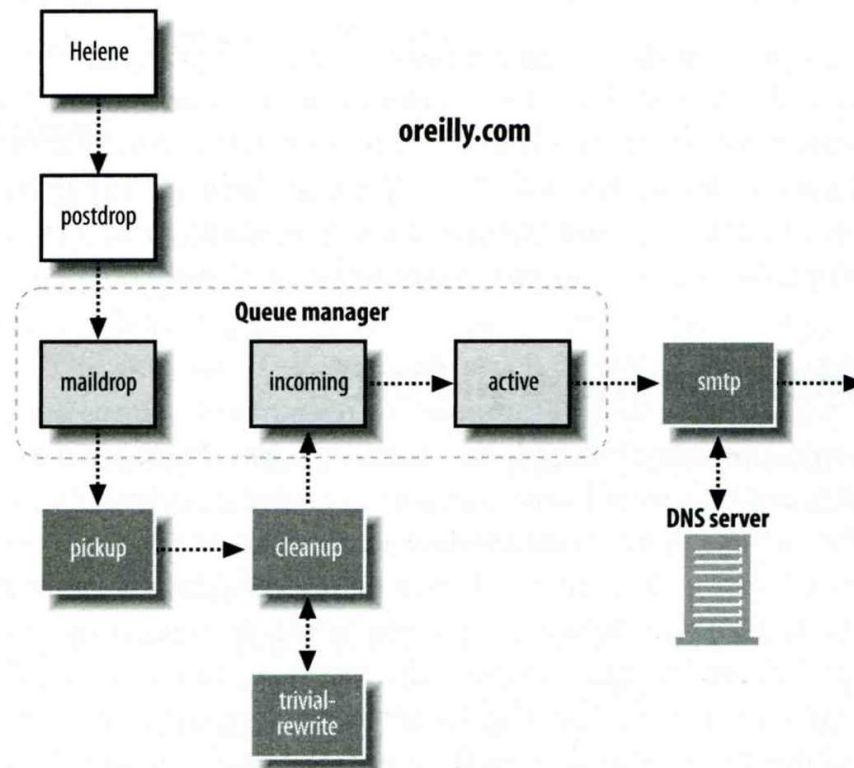 Helene
oreilly.com
postdrop
Queue manager
maildrop
incoming
active
smtp
pickup
cleanup
DNS server
trivial-
rewrite